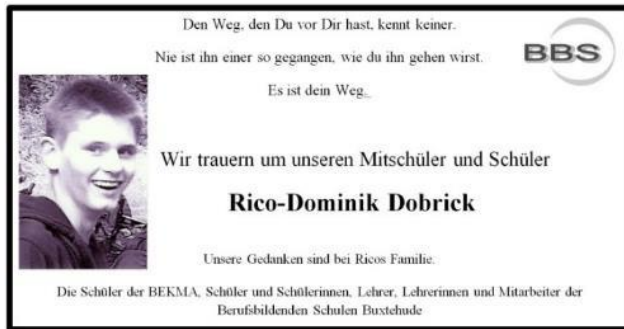 Den Weg, den Du vor Dir hast, kennt keiner.
Nie ist ihn einer so gegangen, wie du ihn gehen wirst.
Es ist dein Weg.
BBS
Wir trauern um unseren Mitschüler und Schüler
Rico-Dominik Dobrick
Unsere Gedanken sind bei Ricos Familie.
Die Schüler der BEKMA, Schüler und Schülerinnen, Lehrer, Lehrerinnen und Mitarbeiter der
Berufsbildenden Schulen Buxtehude